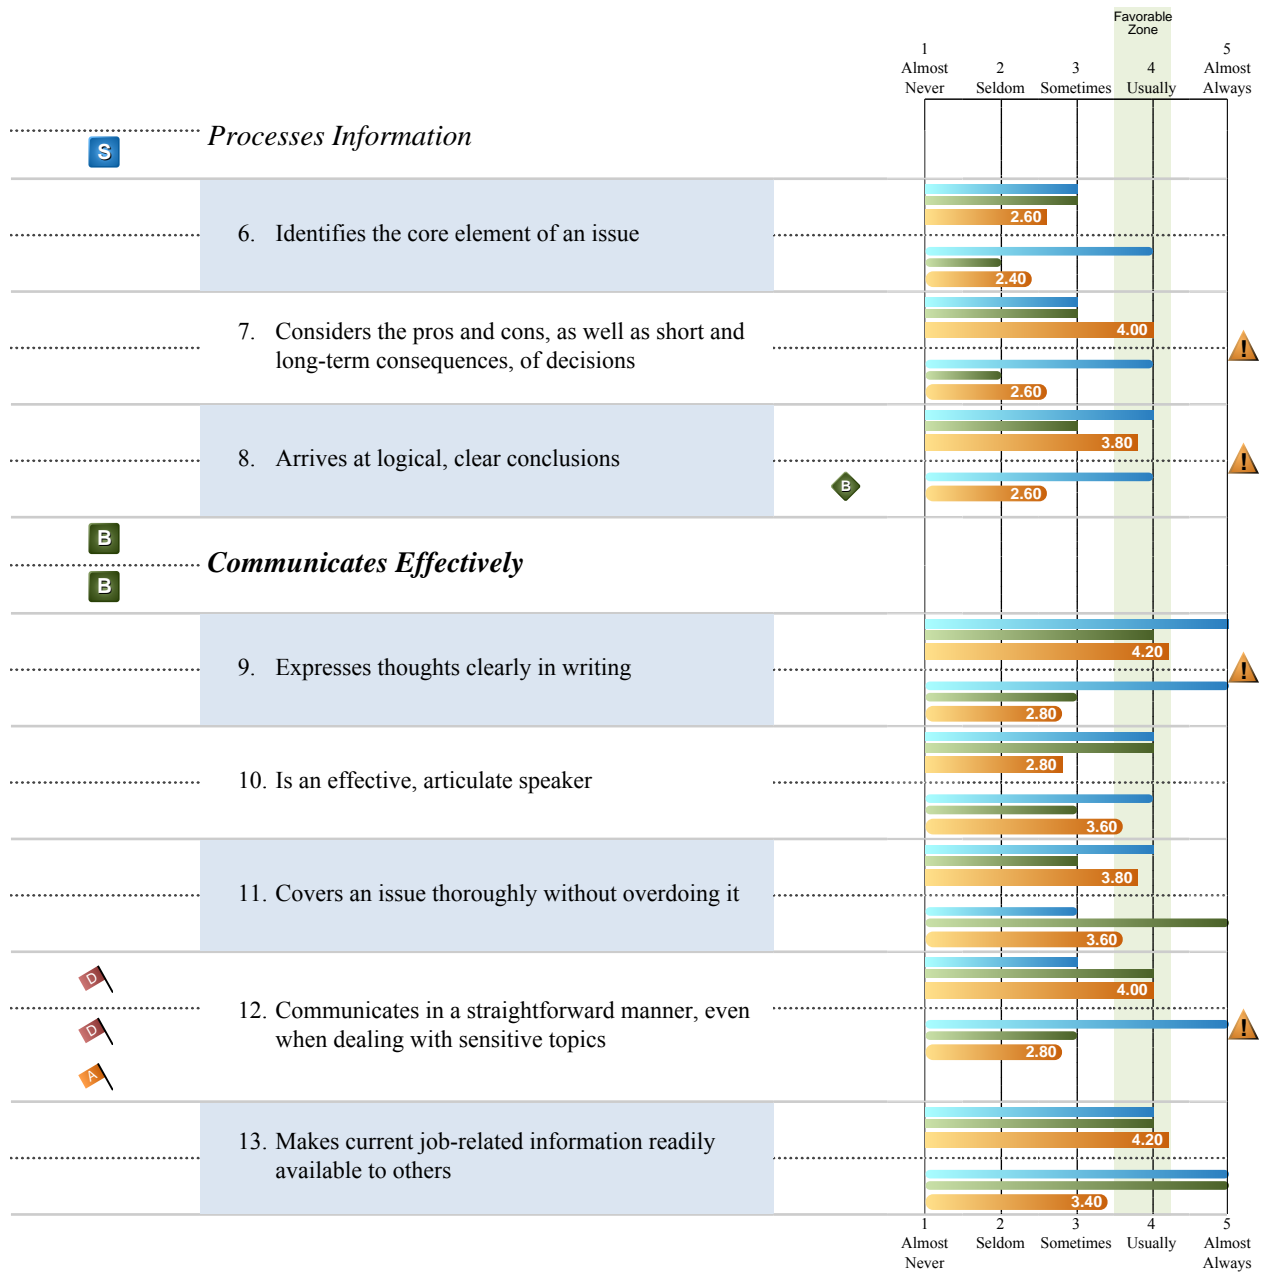 Favorable
Zone
1
Almost
Never
2
Seldom
3
Sometimes
4
Usually
5
Almost
Always
Processes Information
S
6. Identifies the core element of an issue
2.60
2.40
7. Considers the pros and cons, as well as short and
long-term consequences, of decisions
4.00
2.60
!
8. Arrives at logical, clear conclusions
3.80
2.60
!
B
B
Communicates Effectively
B
9. Expresses thoughts clearly in writing
4.20
2.80
!
10. Is an effective, articulate speaker
2.80
3.60
11. Covers an issue thoroughly without overdoing it
3.80
3.60
D
12. Communicates in a straightforward manner, even
when dealing with sensitive topics
D
A
4.00
2.80
!
13. Makes current job-related information readily
available to others
4.20
3.40
1
Almost
Never
2
Seldom
3
Sometimes
4
Usually
5
Almost
Always